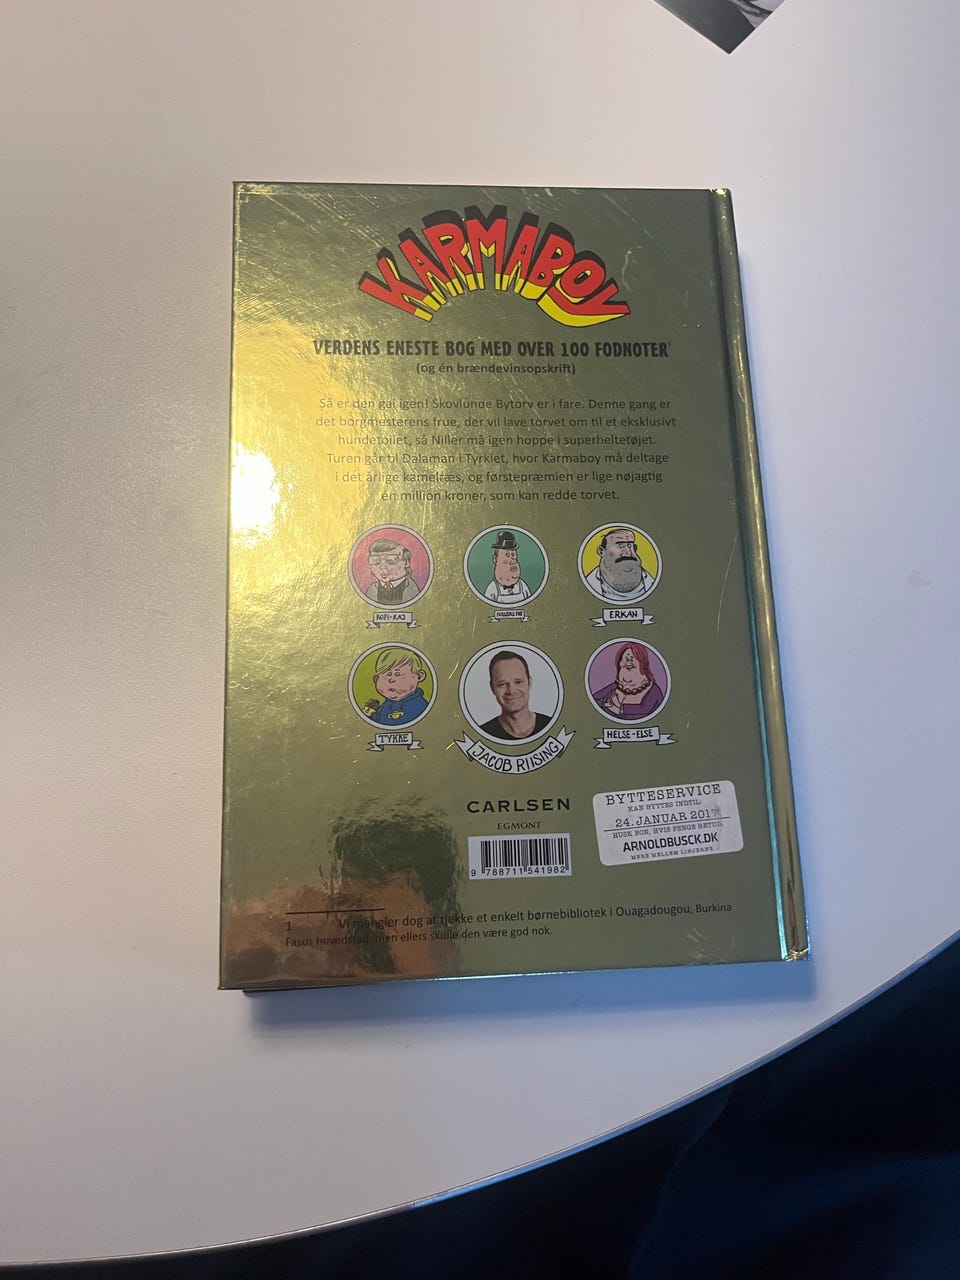 KARMABOY
VERDENS ENESTE BOG MED OVER 100 FODNOTER¹
(og én brændevinsopskrift)
Så er den gal igen! Skovlunde Bytorv er i fare. Denne gang er
det borgmesterens frue, der vil lave torvet om til et eksklusivt
hundetoilet, så Niller må igen hoppe i superheltetøjet.
Turen går til Dalaman i Tyrkiet, hvor Karmaboy må deltage
i det årlige kamelræs, og førstepræmien er lige nøjagtig
en million kroner, som kan redde torvet.
KOPI-KAJ
ERKAN
TYKKE
JACOB RIISING
HELSE-ELSE
CARLSEN
EGMONT
9 788711 541982
BYTTESERVICE
KAN BYTTES INDTIL:
24. JANUAR 2017
HUSK BON, HVIS PENGE RETUR.
ARNOLDBUSCK.DK
MERE MELLEM LINJERNE
1 Vi mangler dog at tjekke et enkelt børnebibliotek i Ouagadougou, Burkina
Fasos hovedstad, men ellers skulle den være god nok.